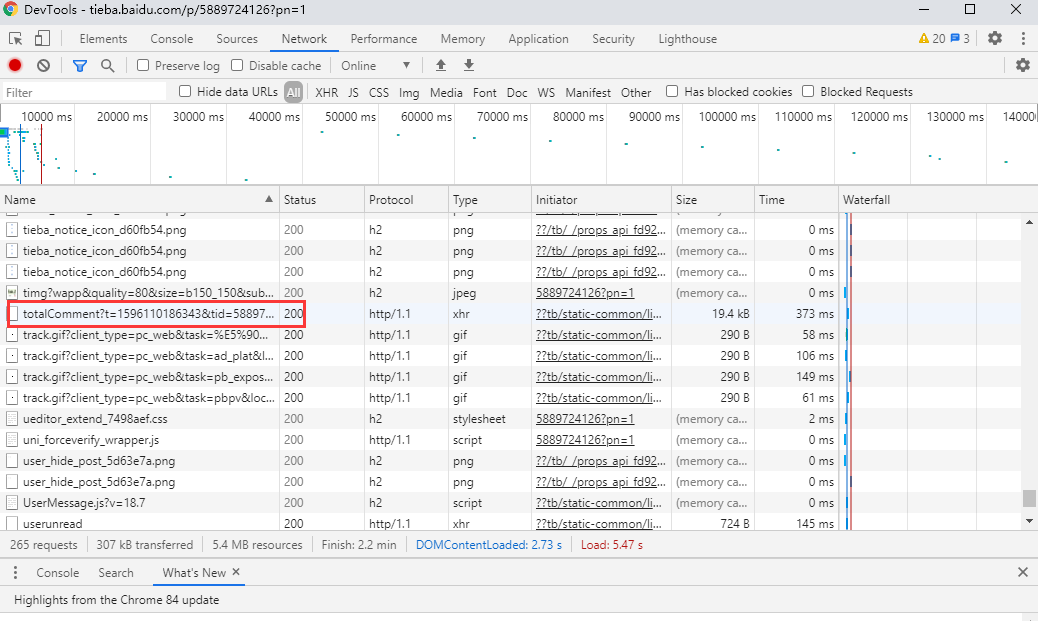 DevTools - tieba.baidu.com/p/5889724126?pn=1
Elements Console Sources Network Performance Memory Application Security Lighthouse 20 3
Preserve log Disable cache Online
Filter Hide data URLs All XHR JS CSS Img Media Font Doc WS Manifest Other Has blocked cookies Blocked Requests
10000 ms 20000 ms 30000 ms 40000 ms 50000 ms 60000 ms 70000 ms 80000 ms 90000 ms 100000 ms 110000 ms 120000 ms 130000 ms 14000
Name Status Protocol Type Initiator Size Time Waterfall
tieba_notice_icon_d60fb54.png 200 h2 png ??/tb/_/props_api_fd92... (memory ca... 0 ms
tieba_notice_icon_d60fb54.png 200 h2 png ??/tb/_/props_api_fd92... (memory ca... 0 ms
tieba_notice_icon_d60fb54.png 200 h2 png ??/tb/_/props_api_fd92... (memory ca... 0 ms
timg?wapp&quality=80&size=b150_150&sub... 200 h2 jpeg 5889724126?pn=1 (memory ca... 0 ms
totalComment?t=1596110186343&tid=58897... 200 http/1.1 xhr ??tb/static-common/li... 19.4 kB 373 ms
track.gif?client_type=pc_web&task=%E5%90... 200 http/1.1 gif ??tb/static-common/li... 290 B 58 ms
track.gif?client_type=pc_web&task=ad_plat&l... 200 http/1.1 gif ??tb/static-common/li... 290 B 106 ms
track.gif?client_type=pc_web&task=pb_expos... 200 http/1.1 gif ??tb/static-common/li... 290 B 149 ms
track.gif?client_type=pc_web&task=pbpv&loc... 200 http/1.1 gif ??tb/static-common/li... 290 B 61 ms
ueditor_extend_7498aef.css 200 h2 stylesheet 5889724126?pn=1 (memory ca... 2 ms
uni_forceverify_wrapper.js 200 http/1.1 script 5889724126?pn=1 (memory ca... 0 ms
user_hide_post_5d63e7a.png 200 h2 png ??/tb/_/props_api_fd92... (memory ca... 0 ms
user_hide_post_5d63e7a.png 200 h2 png ??/tb/_/props_api_fd92... (memory ca... 0 ms
UserMessage.js?v=18.7 200 h2 script ??tb/static-common/li... (memory ca... 0 ms
userunread 200 http/1.1 xhr ??tb/static-common/li... 724 B 145 ms
265 requests 307 kB transferred 5.4 MB resources Finish: 2.2 min DOMContentLoaded: 2.73 s Load: 5.47 s
Console Search What's New
Highlights from the Chrome 84 update